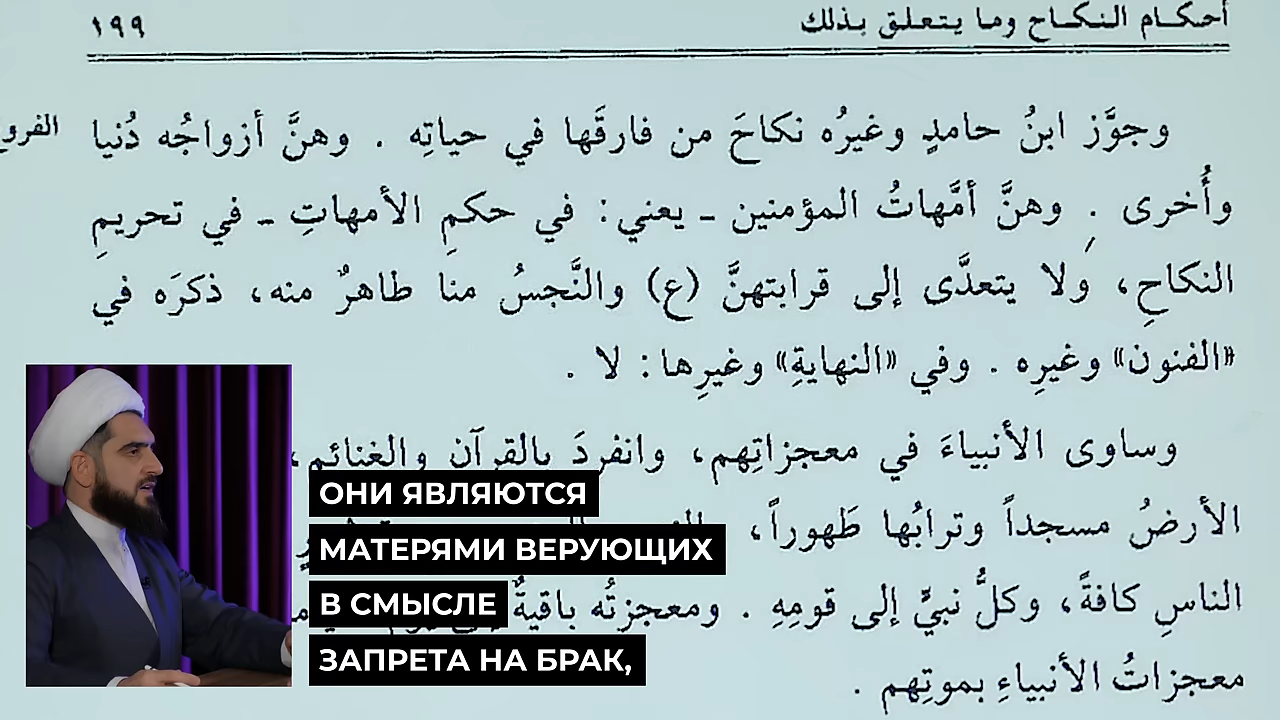 أحكام النكاح وما يتعلق بذلك ١٩٩
وجوَّز ابنُ حامدٍ وغيرُه نكاحَ من فارقَها في حياتِه . وهنَّ أزواجُه دُنيا
وأُخرى . وهنَّ أمَّهاتُ المؤمنين ـ يعني: في حكمِ الأمهاتِ ـ في تحريمِ
النكاحِ، ولا يتعدَّى إلى قرابتهنَّ (ع) والنَّجسُ منا طاهرٌ منه، ذكرَه في
«الفنون» وغيرِه . وفي «النهايةِ» وغيرِها: لا .
وساوى الأنبياءَ في معجزاتِهم، وانفردَ بالقرآن والغنائمِ،
الأرضُ مسجداً وترابُها طَهوراً،
الناسِ كافةً، وكلُّ نبيٍّ إلى قومِهِ . ومعجزتُه باقيةٌ
معجزاتُ الأنبياءِ بموتِهم .
ОНИ ЯВЛЯЮТСЯ
МАТЕРЯМИ ВЕРУЮЩИХ
В СМЫСЛЕ
ЗАПРЕТА НА БРАК,